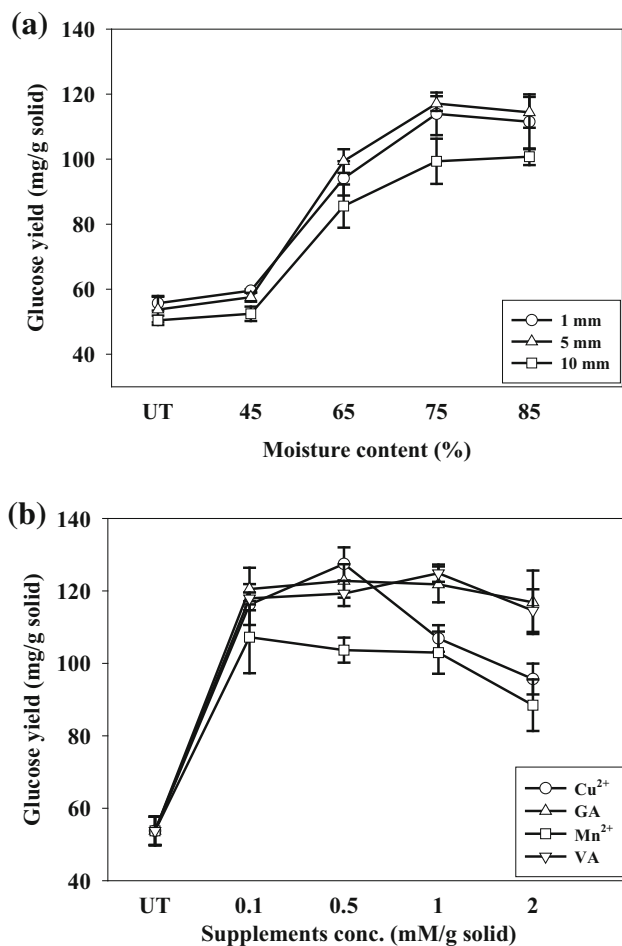 (a)
140
120
100
80
60
40
Glucose yield (mg/g solid)
1 mm
5 mm
10 mm
UT 45 65 75 85
Moisture content (%)
(b)
140
120
100
80
60
40
Glucose yield (mg/g solid)
Cu²⁺
GA
Mn²⁺
VA
UT 0.1 0.5 1 2
Supplements conc. (mM/g solid)